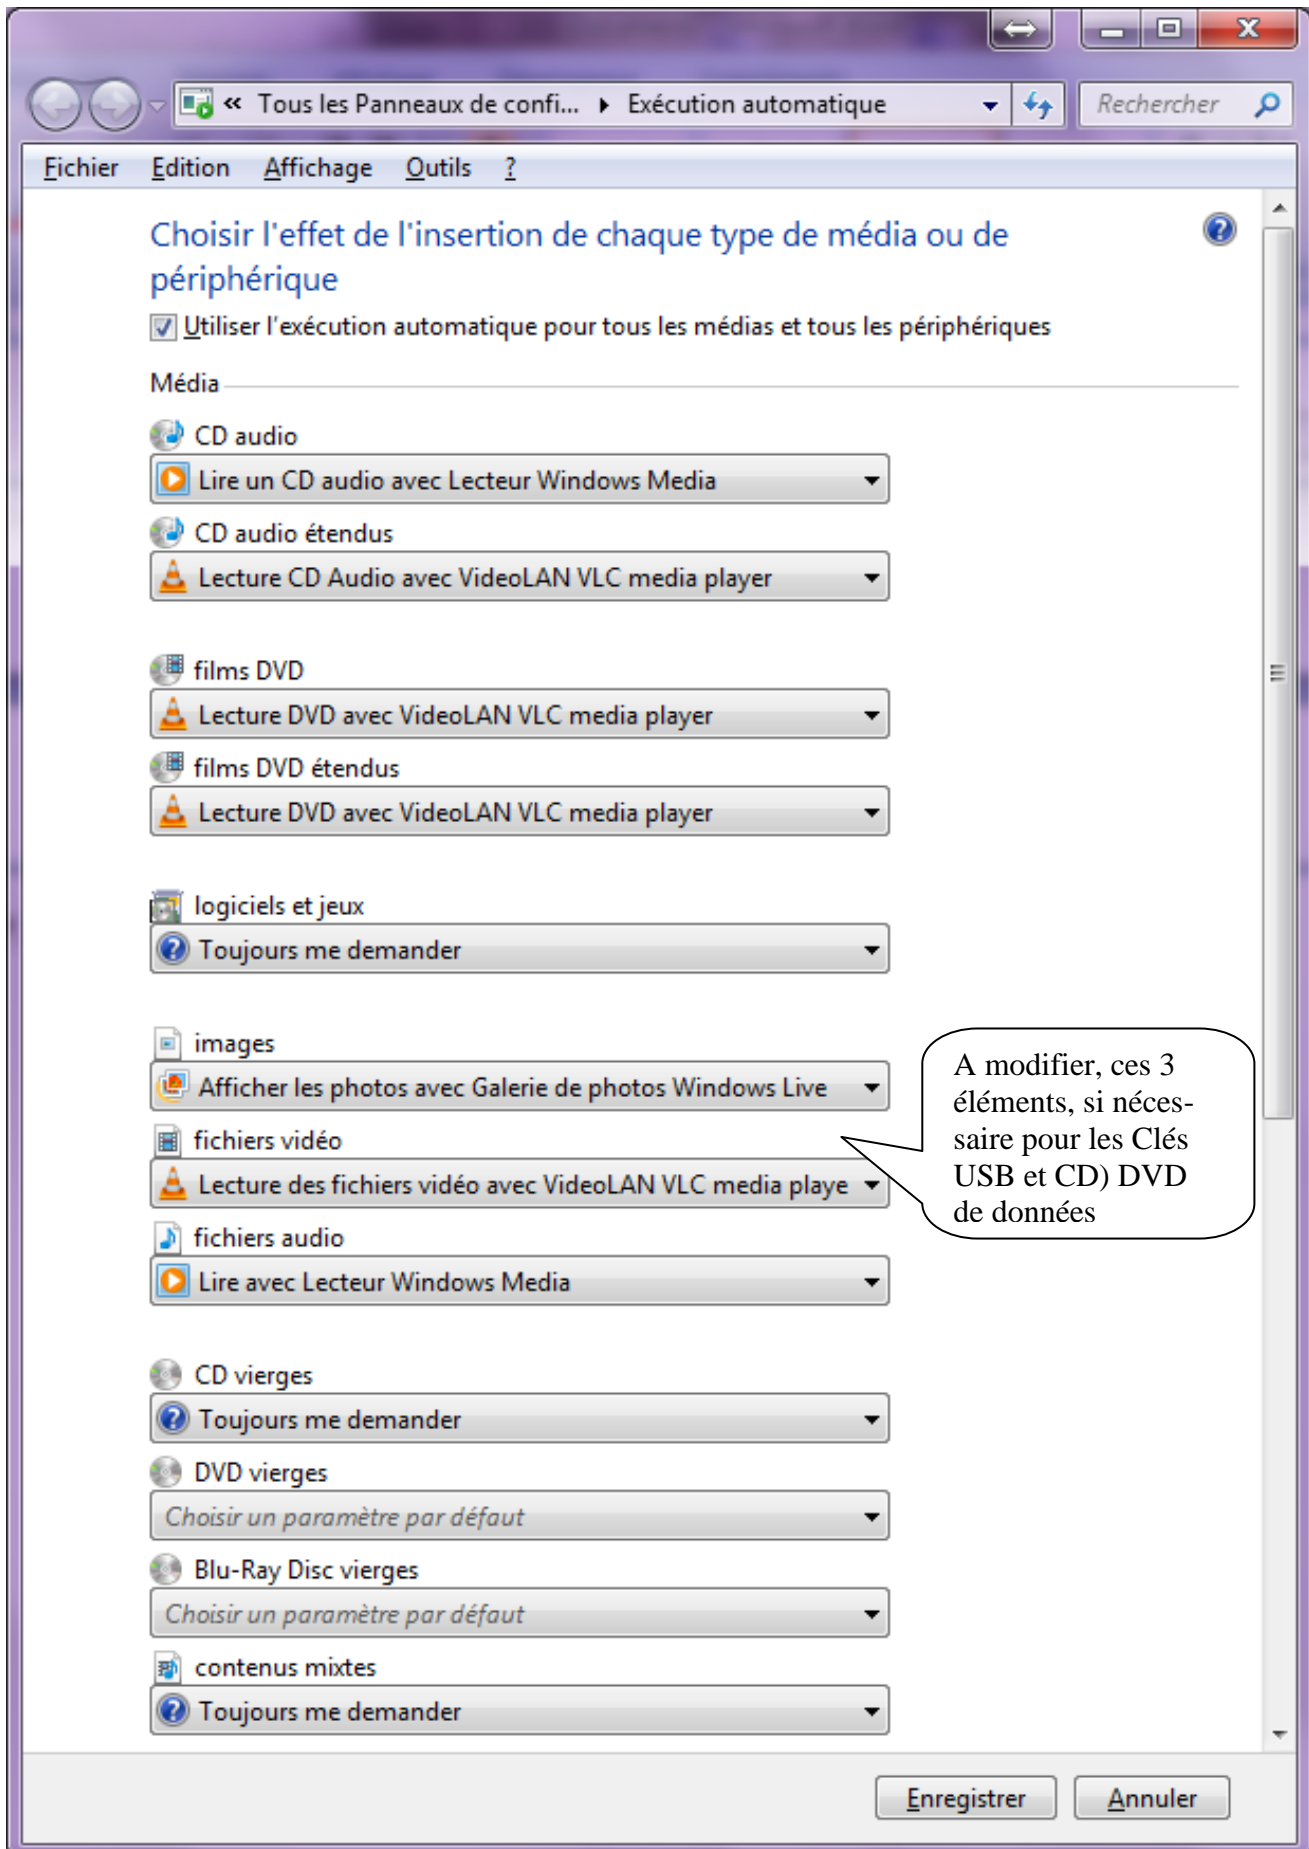 « Tous les Panneaux de confi... ▸ Exécution automatique
Rechercher
Fichier Edition Affichage Outils ?
Choisir l'effet de l'insertion de chaque type de média ou de
périphérique
Utiliser l'exécution automatique pour tous les médias et tous les périphériques
Média
CD audio
Lire un CD audio avec Lecteur Windows Media
CD audio étendus
Lecture CD Audio avec VideoLAN VLC media player
films DVD
Lecture DVD avec VideoLAN VLC media player
films DVD étendus
Lecture DVD avec VideoLAN VLC media player
logiciels et jeux
Toujours me demander
images
Afficher les photos avec Galerie de photos Windows Live
fichiers vidéo
Lecture des fichiers vidéo avec VideoLAN VLC media playe
fichiers audio
Lire avec Lecteur Windows Media
A modifier, ces 3
éléments, si néces-
saire pour les Clés
USB et CD) DVD
de données
CD vierges
Toujours me demander
DVD vierges
Choisir un paramètre par défaut
Blu-Ray Disc vierges
Choisir un paramètre par défaut
contenus mixtes
Toujours me demander
Enregistrer Annuler